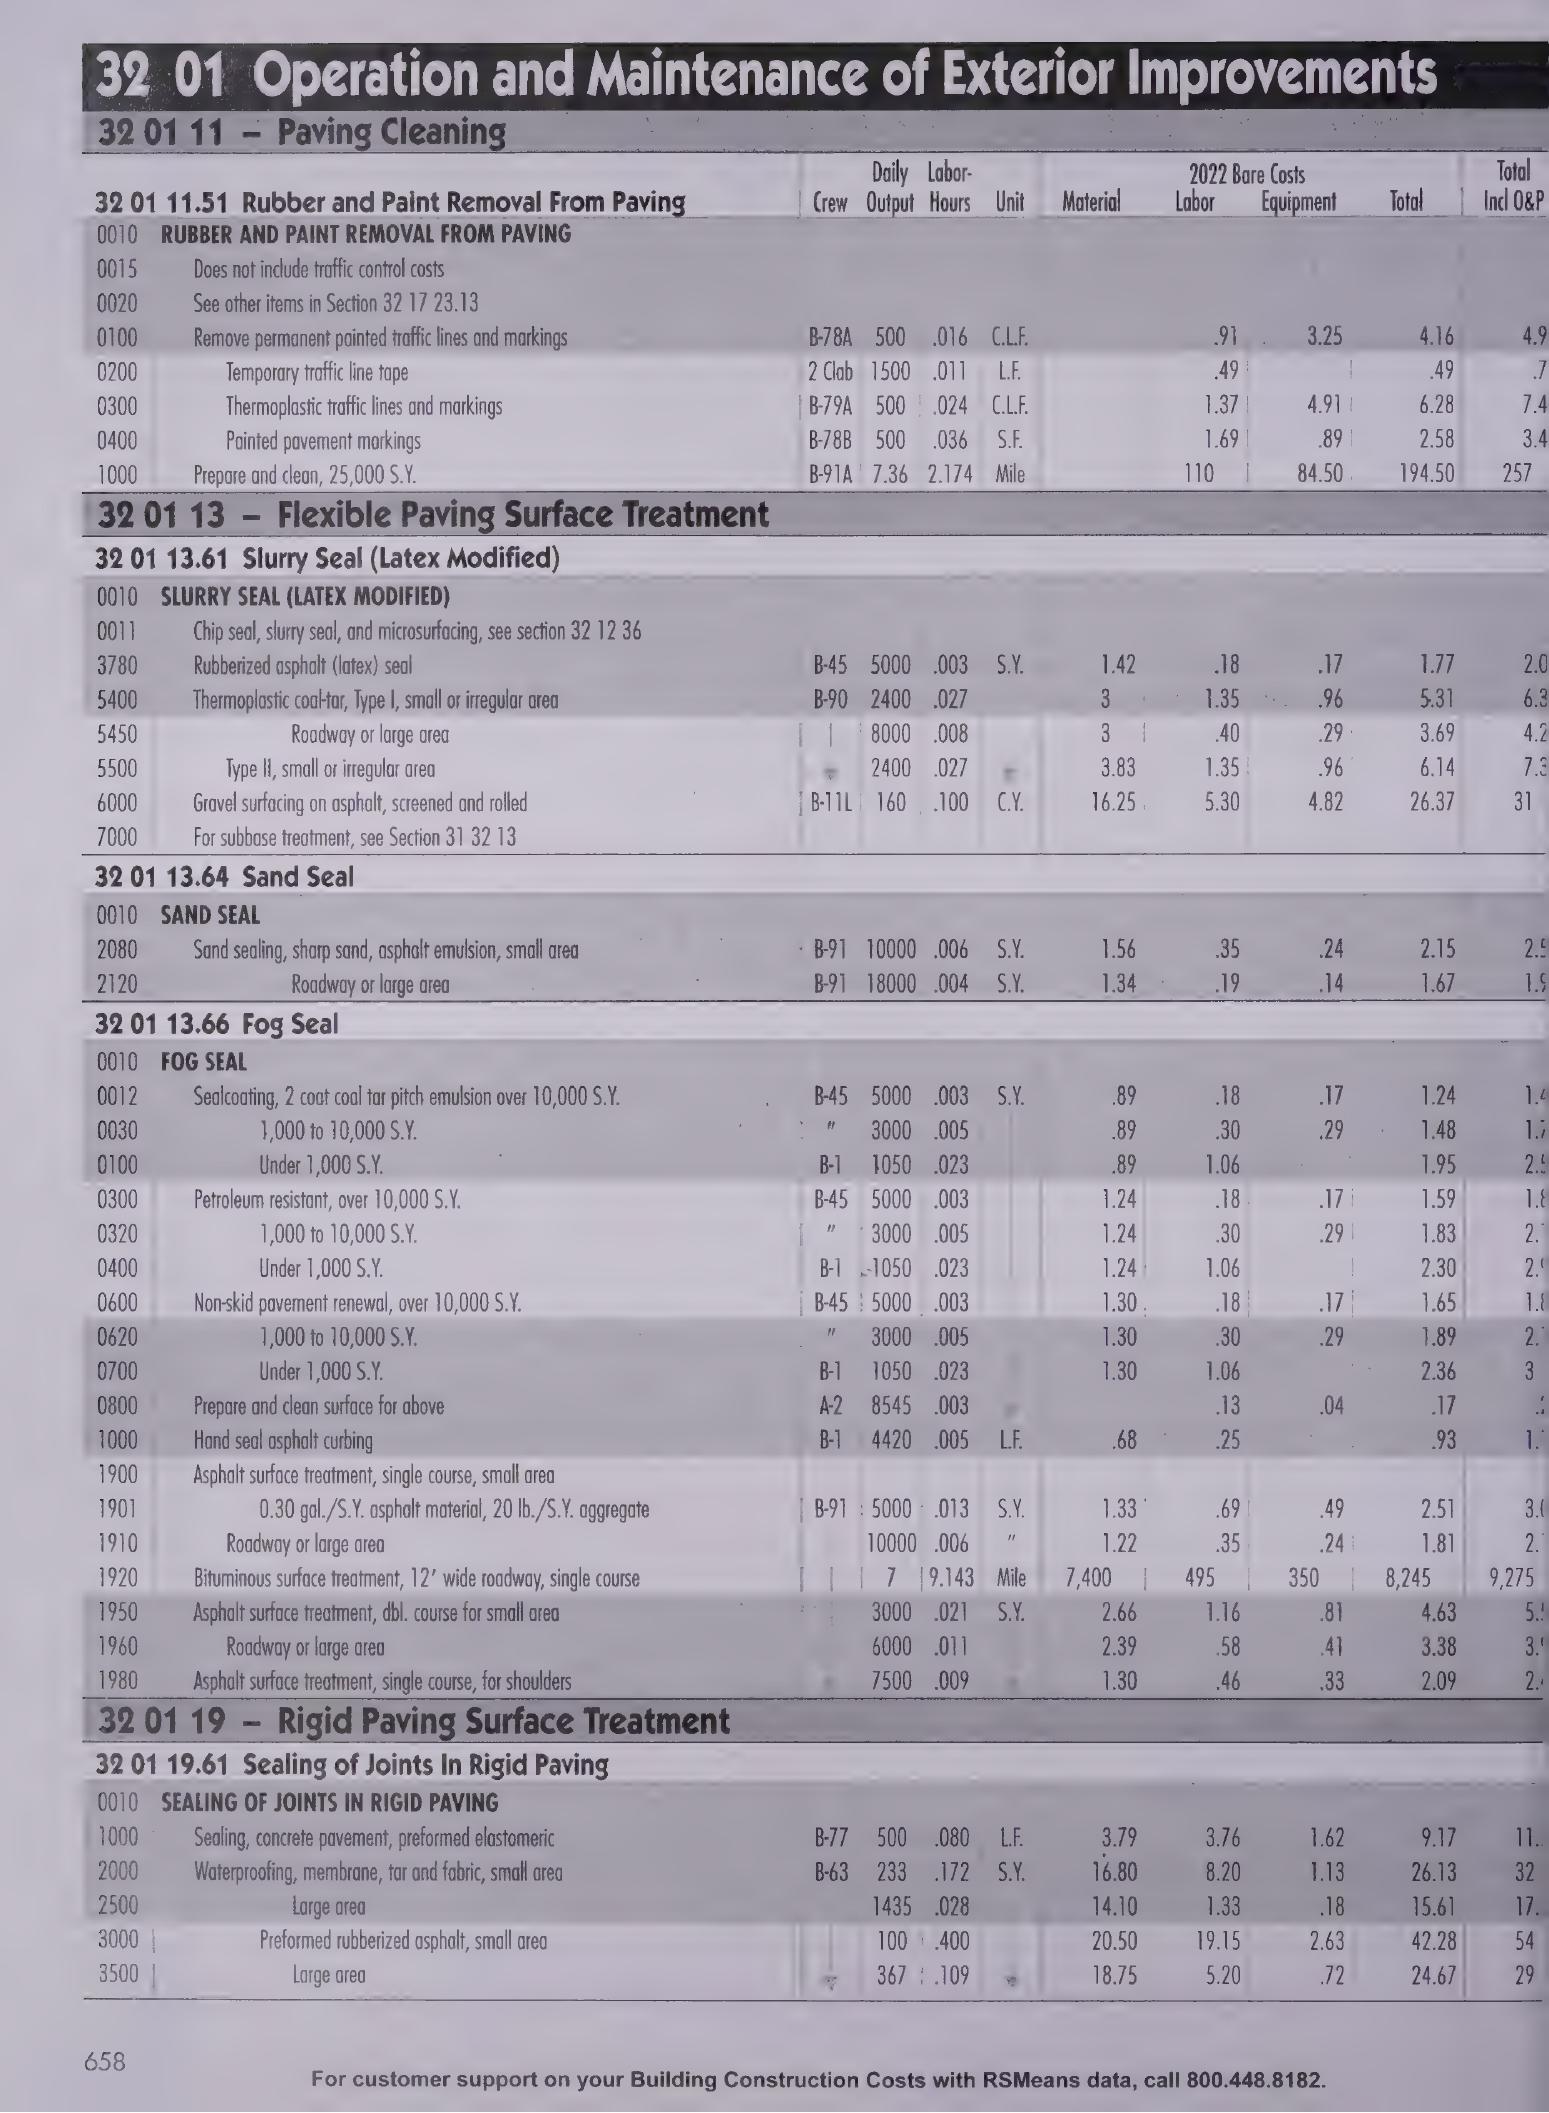 32 01 Operation and Maintenance of Exterior Improvements
32 01 11 – Paving Cleaning
32 01 11.51 Rubber and Paint Removal From Paving Crew Daily Output Labor-Hours Unit Material 2022 Bare Costs Labor Equipment Total Total Incl O&P
0010 RUBBER AND PAINT REMOVAL FROM PAVING
0015 Does not include traffic control costs
0020 See other items in Section 32 17 23.13
0100 Remove permanent painted traffic lines and markings B-78A 500 .016 C.L.F. .91 3.25 4.16 4.9
0200 Temporary traffic line tape 2 Clab 1500 .011 L.F. .49 .49 .7
0300 Thermoplastic traffic lines and markings B-79A 500 .024 C.L.F. 1.37 4.91 6.28 7.4
0400 Painted pavement markings B-78B 500 .036 S.F. 1.69 .89 2.58 3.4
1000 Prepare and clean, 25,000 S.Y. B-91A 7.36 2.174 Mile 110 84.50 194.50 257
32 01 13 – Flexible Paving Surface Treatment
32 01 13.61 Slurry Seal (Latex Modified)
0010 SLURRY SEAL (LATEX MODIFIED)
0011 Chip seal, slurry seal, and microsurfacing, see section 32 12 36
3780 Rubberized asphalt (latex) seal B-45 5000 .003 S.Y. 1.42 .18 .17 1.77 2.0
5400 Thermoplastic coal-tar, Type I, small or irregular area B-90 2400 .027 3 1.35 .96 5.31 6.3
5450 Roadway or large area 8000 .008 3 .40 .29 3.69 4.2
5500 Type II, small or irregular area 2400 .027 3.83 1.35 .96 6.14 7.3
6000 Gravel surfacing on asphalt, screened and rolled B-11L 160 .100 C.Y. 16.25 5.30 4.82 26.37 31
7000 For subbase treatment, see Section 31 32 13
32 01 13.64 Sand Seal
0010 SAND SEAL
2080 Sand sealing, sharp sand, asphalt emulsion, small area B-91 10000 .006 S.Y. 1.56 .35 .24 2.15 2.5
2120 Roadway or large area B-91 18000 .004 S.Y. 1.34 .19 .14 1.67 1.9
32 01 13.66 Fog Seal
0010 FOG SEAL
0012 Sealcoating, 2 coat coal tar pitch emulsion over 10,000 S.Y. B-45 5000 .003 S.Y. .89 .18 .17 1.24 1.4
0030 1,000 to 10,000 S.Y. " 3000 .005 .89 .30 .29 1.48 1.7
0100 Under 1,000 S.Y. B-1 1050 .023 .89 1.06 1.95 2.5
0300 Petroleum resistant, over 10,000 S.Y. B-45 5000 .003 1.24 .18 .17 1.59 1.8
0320 1,000 to 10,000 S.Y. " 3000 .005 1.24 .30 .29 1.83 2.
0400 Under 1,000 S.Y. B-1 1050 .023 1.24 1.06 2.30 2.
0600 Non-skid pavement renewal, over 10,000 S.Y. B-45 5000 .003 1.30 .18 .17 1.65 1.8
0620 1,000 to 10,000 S.Y. " 3000 .005 1.30 .30 .29 1.89 2.
0700 Under 1,000 S.Y. B-1 1050 .023 1.30 1.06 2.36 3
0800 Prepare and clean surface for above A-2 8545 .003 .13 .04 .17
1000 Hand seal asphalt curbing B-1 4420 .005 L.F. .68 .25 .93 1.
1900 Asphalt surface treatment, single course, small area
1901 0.30 gal./S.Y. asphalt material, 20 lb./S.Y. aggregate B-91 5000 .013 S.Y. 1.33 .69 .49 2.51 3.0
1910 Roadway or large area 10000 .006 " 1.22 .35 .24 1.81 2.
1920 Bituminous surface treatment, 12' wide roadway, single course 7 9.143 Mile 7,400 495 350 8,245 9,275
1950 Asphalt surface treatment, dbl. course for small area 3000 .021 S.Y. 2.66 1.16 .81 4.63 5.
1960 Roadway or large area 6000 .011 2.39 .58 .41 3.38 3.
1980 Asphalt surface treatment, single course, for shoulders 7500 .009 1.30 .46 .33 2.09 2.
32 01 19 – Rigid Paving Surface Treatment
32 01 19.61 Sealing of Joints In Rigid Paving
0010 SEALING OF JOINTS IN RIGID PAVING
1000 Sealing, concrete pavement, preformed elastomeric B-77 500 .080 L.F. 3.79 3.76 1.62 9.17 11.
2000 Waterproofing, membrane, tar and fabric, small area B-63 233 .172 S.Y. 16.80 8.20 1.13 26.13 32
2500 Large area 1435 .028 14.10 1.33 .18 15.61 17.
3000 Preformed rubberized asphalt, small area 100 .400 20.50 19.15 2.63 42.28 54
3500 Large area 367 .109 18.75 5.20 .72 24.67 29
658
For customer support on your Building Construction Costs with RSMeans data, call 800.448.8182.